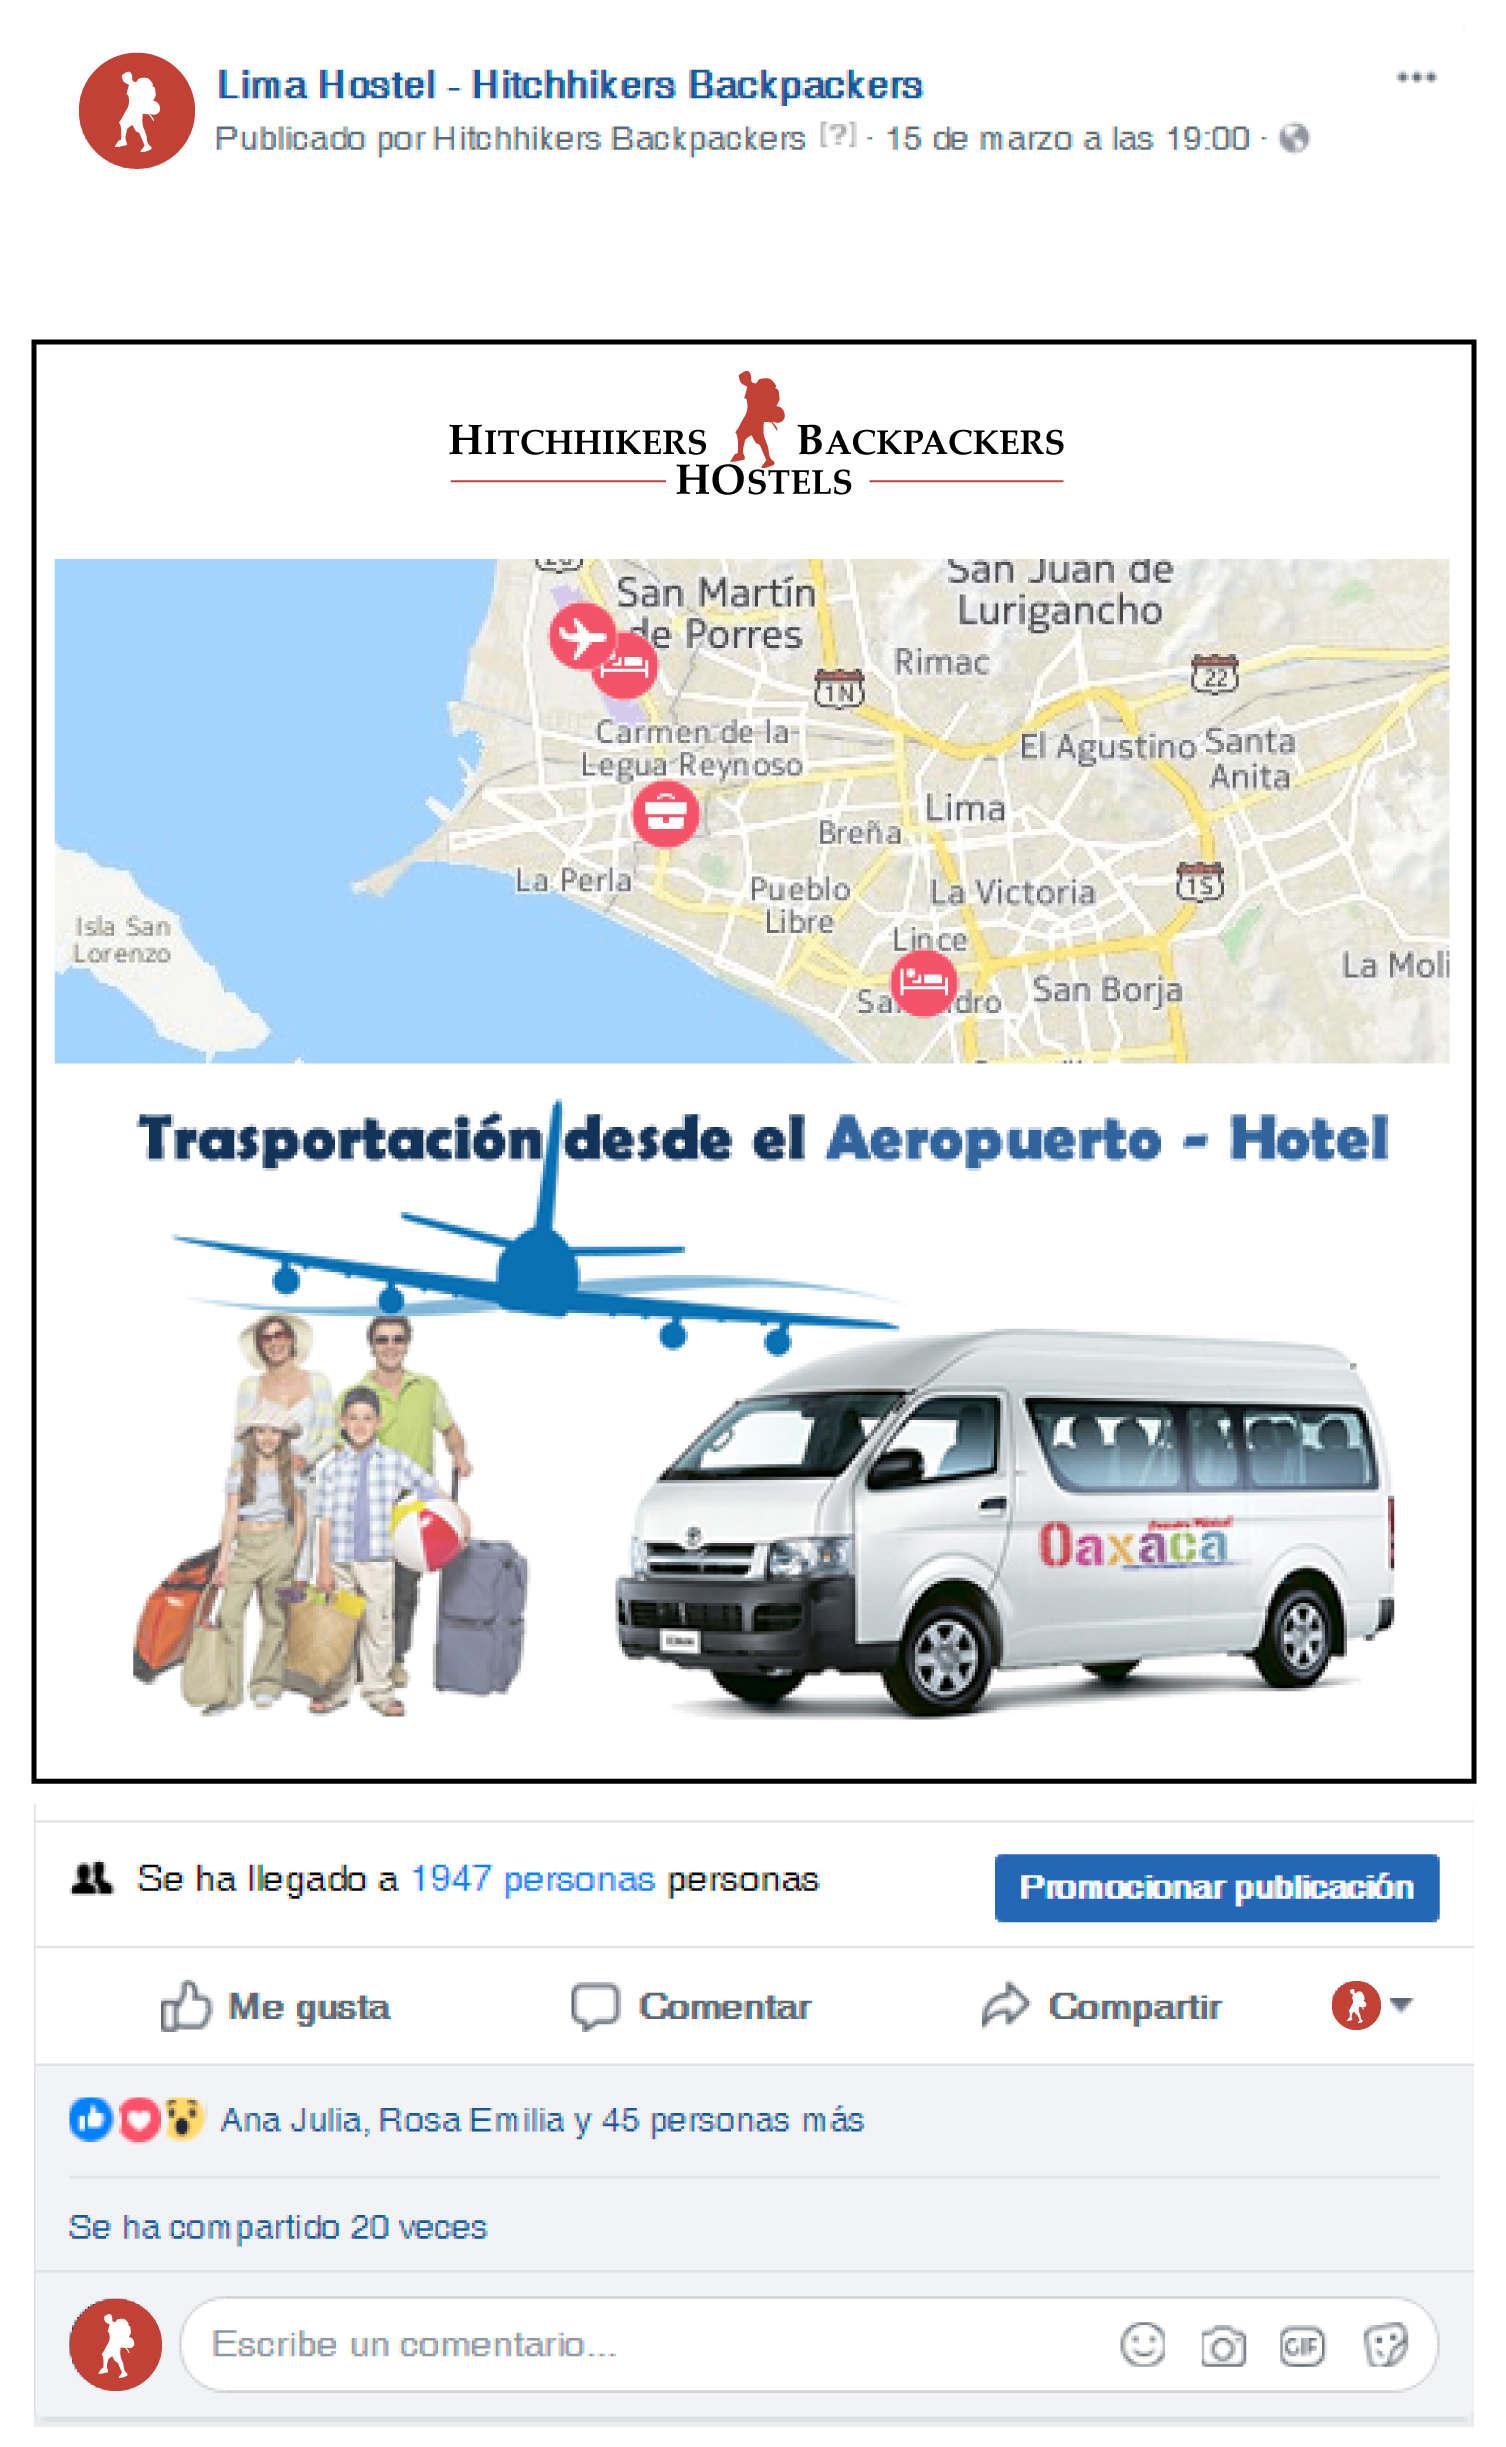 Lima Hostel - Hitchhikers Backpackers
Publicado por Hitchhikers Backpackers [?] · 15 de marzo a las 19:00 ·
HITCHHIKERS BACKPACKERS
HOSTELS
San Martín
de Porres
San Juan de
Lurigancho
Rimac
1N
22
Carmen de la
Legua Reynoso
El Agustino
Santa
Anita
Lima
Breña
La Perla
Pueblo
Libre
La Victoria
1S
Isla San
Lorenzo
Lince
La Moli
Sa dro
San Borja
Trasportación desde el Aeropuerto - Hotel
Oaxaca
Se ha llegado a 1947 personas personas
Promocionar publicación
Me gusta
Comentar
Compartir
Ana Julia, Rosa Emilia y 45 personas más
Se ha compartido 20 veces
Escribe un comentario...
GIF